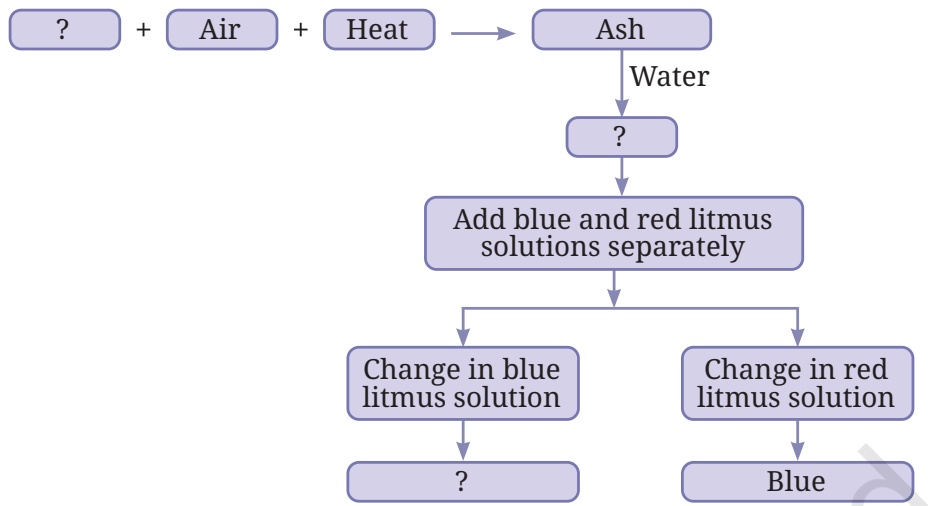 ? + Air + Heat Ash
Water
?
Add blue and red litmus
solutions separately
Change in blue
litmus solution
Change in red
litmus solution
?
Blue